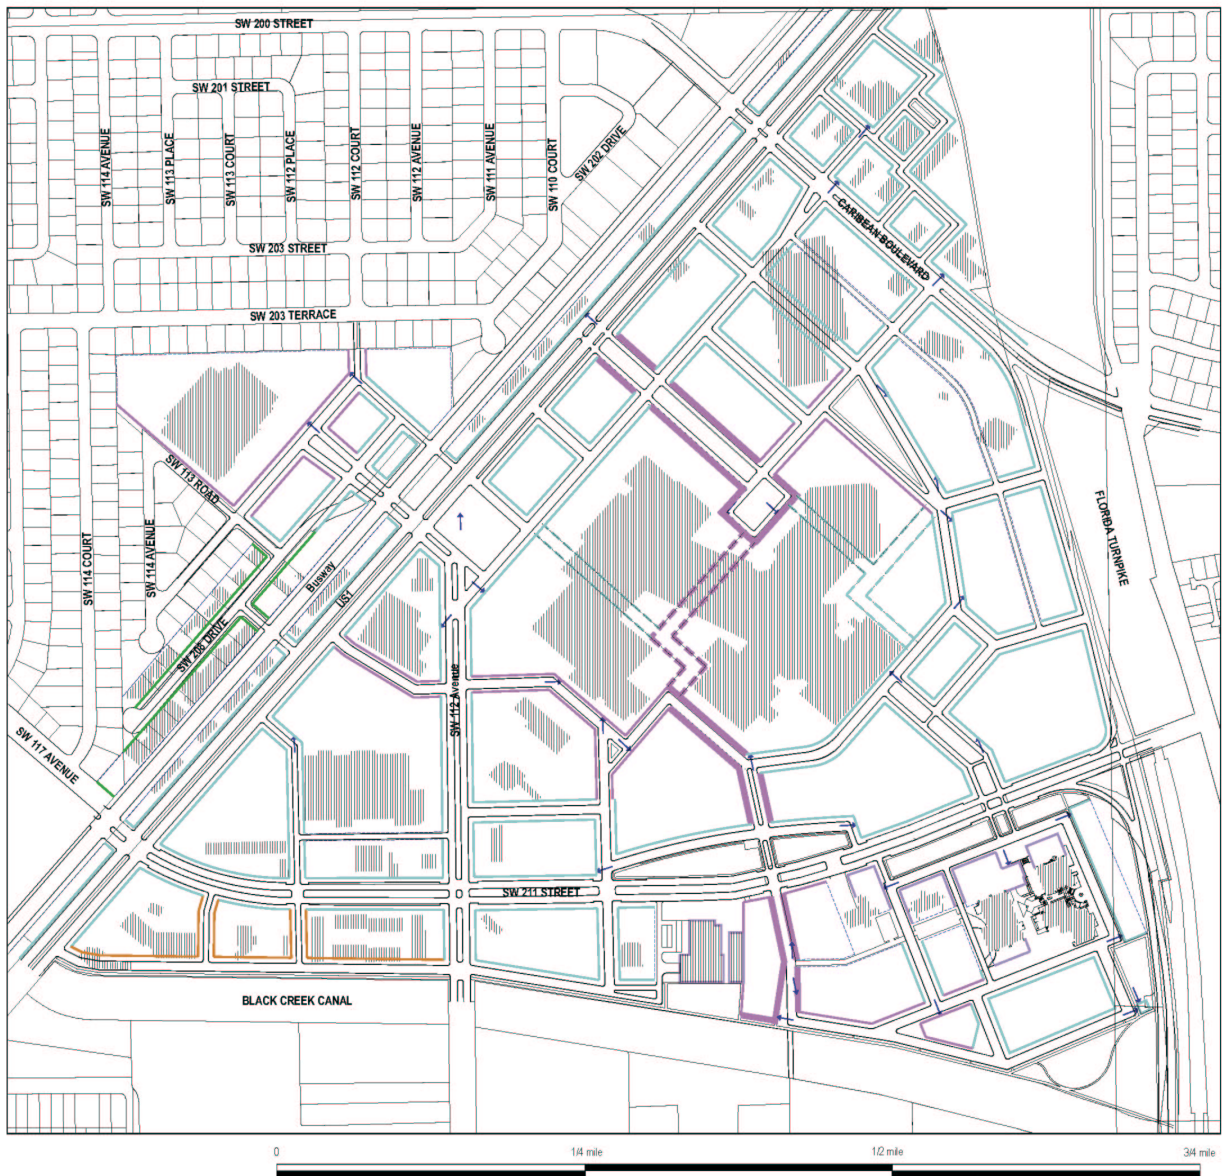 SW 200 STREET
SW 201 STREET
SW 114 AVENUE
SW 113 PLACE
SW 113 COURT
SW 112 PLACE
SW 112 COURT
SW 112 AVENUE
SW 111 AVENUE
SW 110 COURT
SW 202 DRIVE
CARIBEAN BOULEVARD
SW 203 STREET
SW 203 TERRACE
SW 113 ROAD
SW 114 COURT
SW 114 AVENUE
Busway
US1
FLORIDA TURNPIKE
SW 208 DRIVE
SW 112 Avenue
SW 117 AVENUE
SW 211 STREET
BLACK CREEK CANAL
0
1/4 mile
1/2 mile
3/4 mile